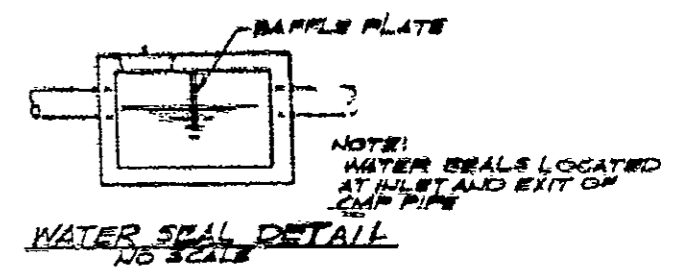 BAFFLE PLATE
NOTE:
WATER SEALS LOCATED
AT INLET AND EXIT OF
CMP PIPE
WATER SEAL DETAIL
NO SCALE